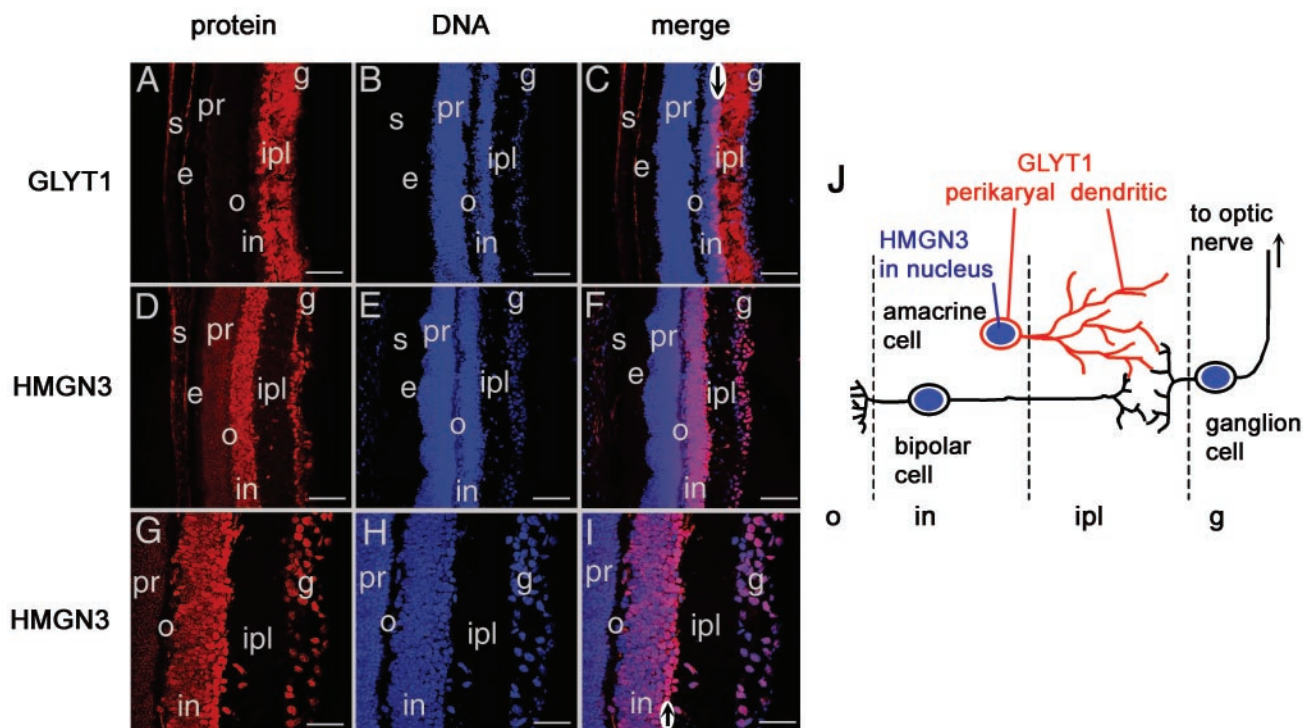 protein DNA merge
GLYT1
A
s
pr
g
e
ipl
o
in
B
s
pr
g
e
ipl
o
in
C
s
pr
g
e
ipl
o
in
HMGN3
D
s
pr
g
e
ipl
o
in
E
s
pr
g
e
ipl
o
in
F
s
pr
g
e
ipl
o
in
HMGN3
G
pr
g
o
ipl
in
H
pr
g
o
ipl
in
I
pr
g
o
ipl
in
J
GLYT1
perikaryal dendritic
HMGN3
in nucleus
amacrine
cell
to optic
nerve
bipolar
cell
ganglion
cell
o in ipl g